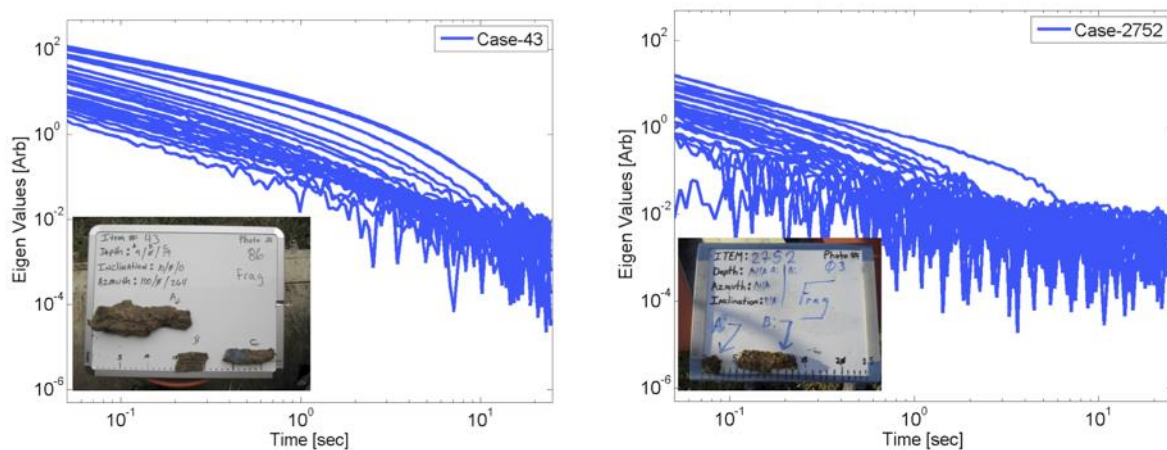 Case-43
Eigen Values [Arb]
10^2
10^0
10^-2
10^-4
10^-6
10^-1
10^0
10^1
Time [sec]
Item # 43
Photo
86
Depth:
Frag
Inclination:
Azimuth: 100/
A
B
C
Case-2752
Eigen Values [Arb]
10^2
10^0
10^-2
10^-4
10^-6
10^-1
10^0
10^1
Time [sec]
ITEM: 2752
Photo
Depth: N/A
Azimuth: N/A
Inclination: N/A
Frag
A:
B: